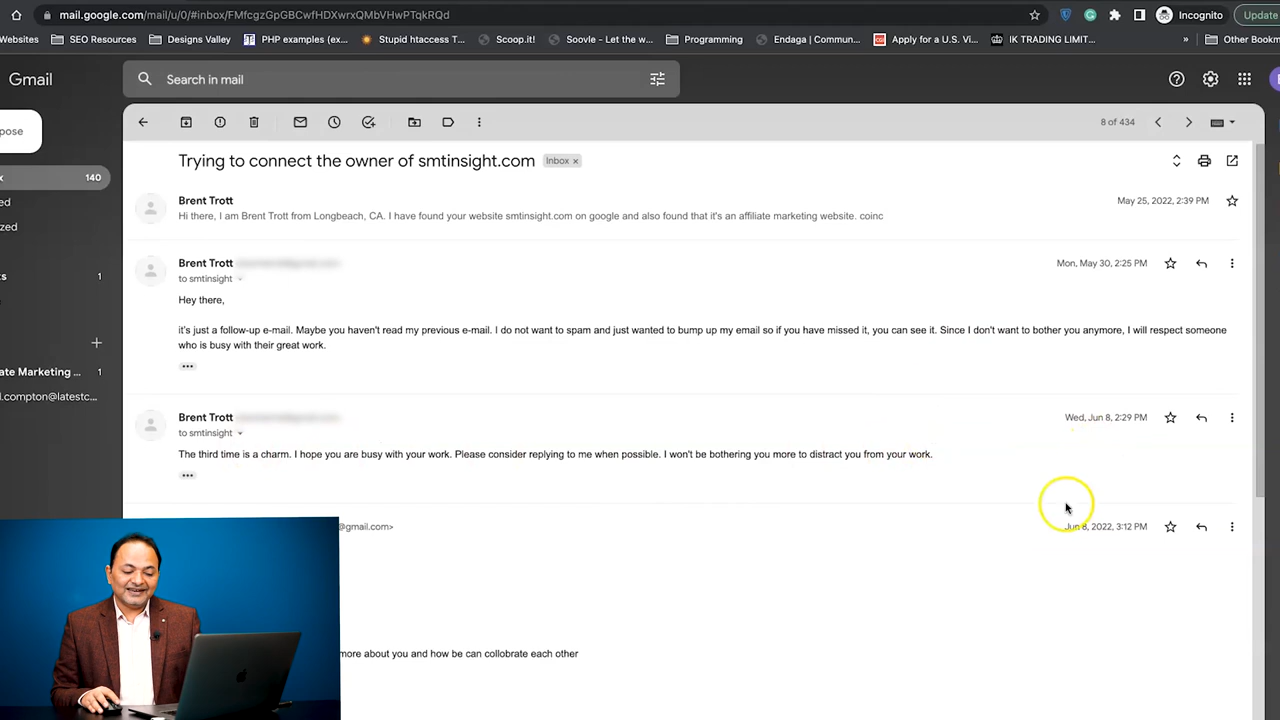 mail.google.com/mail/u/0/#inbox/FMfcgzGpGBCwfHDXwrxQMbVHwPTqkRQd
Incognito
Update
Websites
SEO Resources
Designs Valley
PHP examples (ex...
Stupid htaccess T...
Scoop.it!
Soovle - Let the w...
Programming
Endaga | Commun...
Apply for a U.S. Vi...
IK TRADING LIMIT...
»
Other Bookm
Gmail
Search in mail
pose
8 of 434
x
140
ed
zed
ks
1
ate Marketing ...
1
l.compton@latestc...
Trying to connect the owner of smtinsight.com
Inbox ×
Brent Trott
May 25, 2022, 2:39 PM
Hi there, I am Brent Trott from Longbeach, CA. I have found your website smtinsight.com on google and also found that it's an affiliate marketing website. coinc
Brent Trott
Mon, May 30, 2:25 PM
to smtinsight
Hey there,
it's just a follow-up e-mail. Maybe you haven't read my previous e-mail. I do not want to spam and just wanted to bump up my email so if you have missed it, you can see it. Since I don't want to bother you anymore, I will respect someone
who is busy with their great work.
Brent Trott
Wed, Jun 8, 2:29 PM
to smtinsight
The third time is a charm. I hope you are busy with your work. Please consider replying to me when possible. I won't be bothering you more to distract you from your work.
@gmail.com>
Jun 8, 2022, 3:12 PM
more about you and how be can collobrate each other